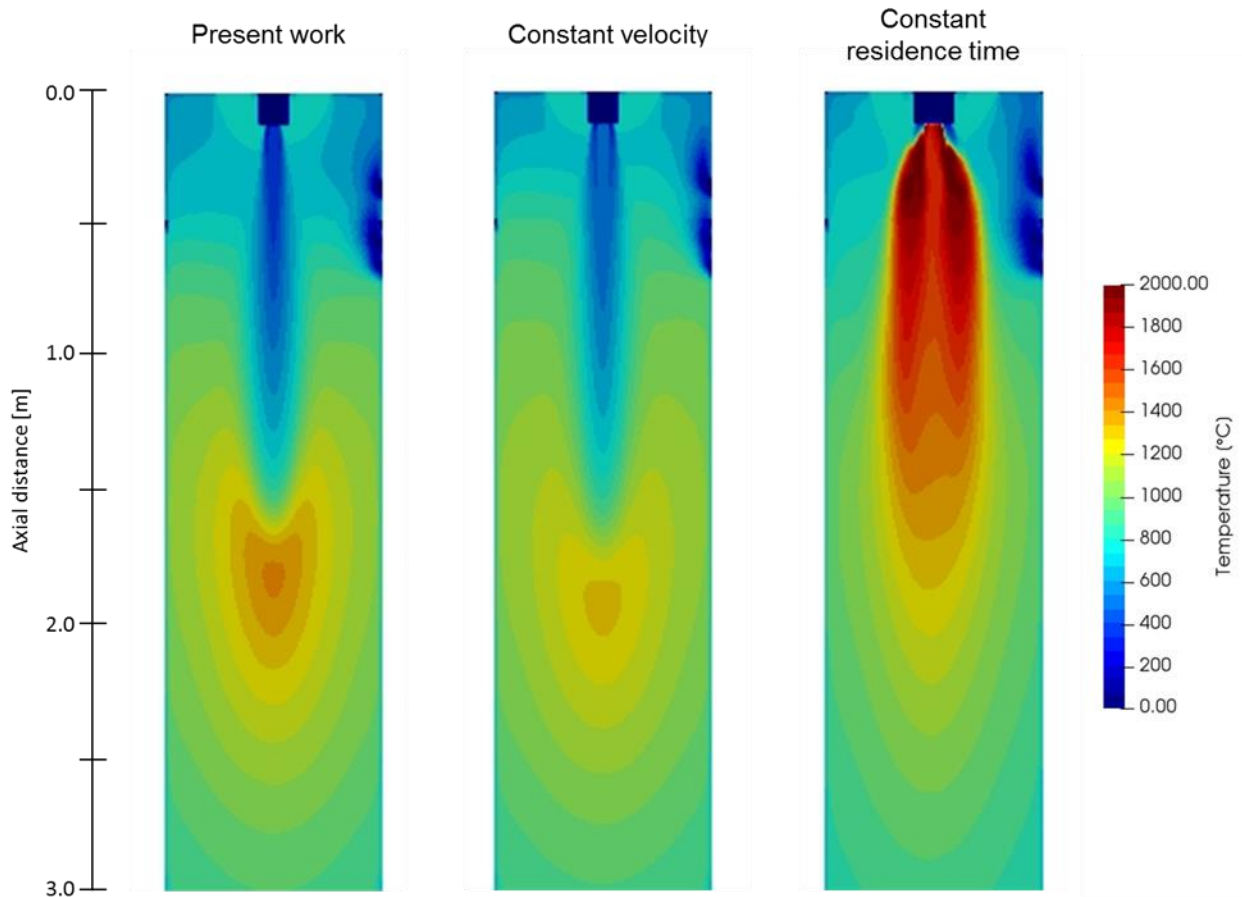 Present work
Constant velocity
Constant
residence time
0.0
1.0
2.0
3.0
Axial distance [m]
2000.00
1800
1600
1400
1200
1000
800
600
400
200
0.00
Temperature (°C)